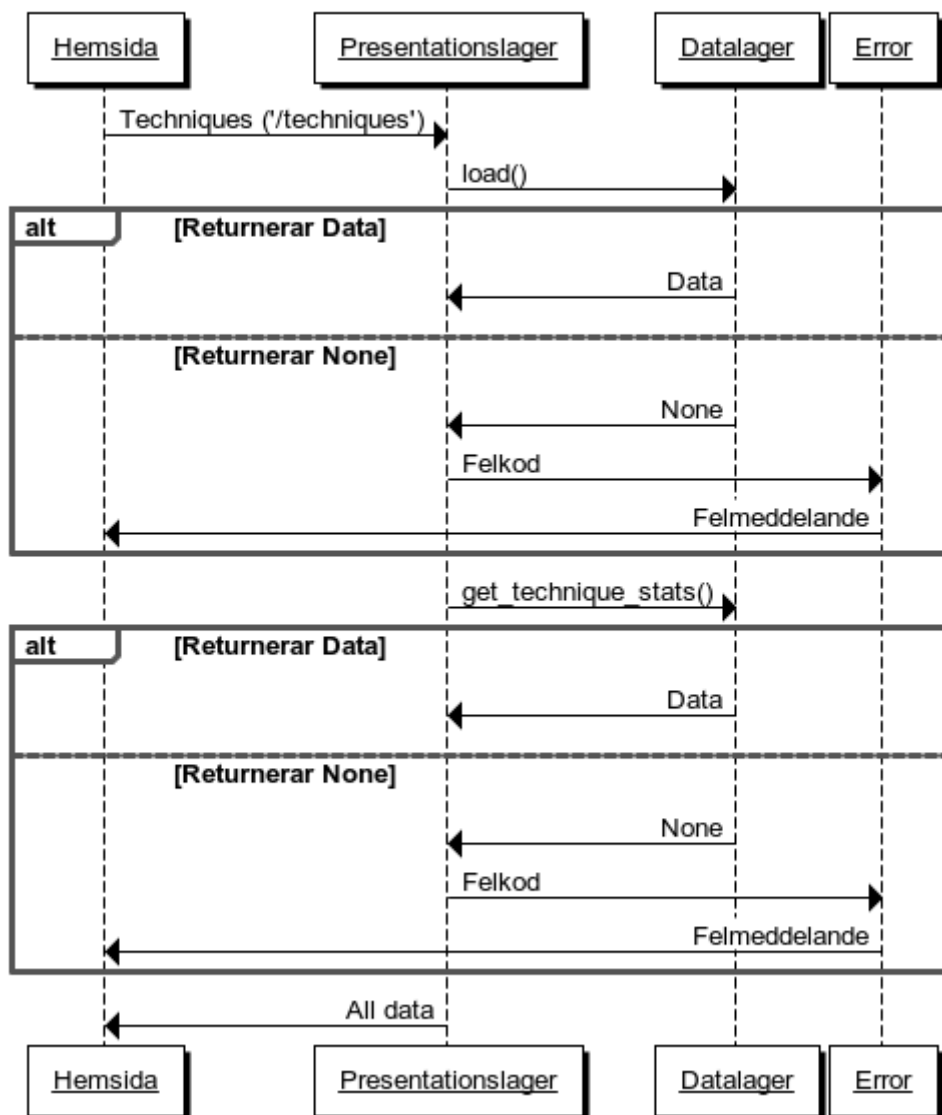 Hemsida Presentationslager Datalager Error
Techniques ('/techniques')
load()
alt [Returnerar Data]
Data
[Returnerar None]
None
Felkod
Felmeddelande
get_technique_stats()
alt [Returnerar Data]
Data
[Returnerar None]
None
Felkod
Felmeddelande
All data
Hemsida Presentationslager Datalager Error